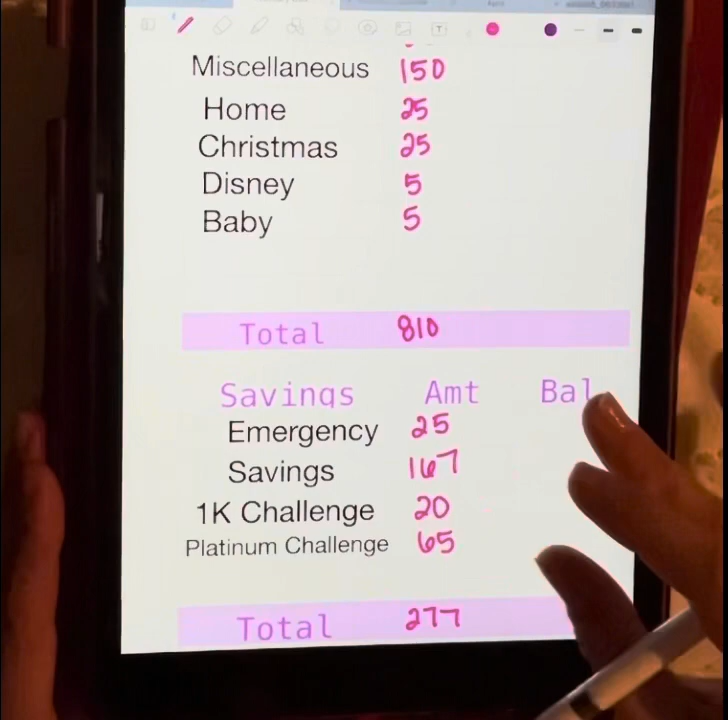 Miscellaneous 150
Home 25
Christmas 25
Disney 5
Baby 5
Total 810
Savings Amt Bal
Emergency 25
Savings 167
1K Challenge 20
Platinum Challenge 65
Total 277